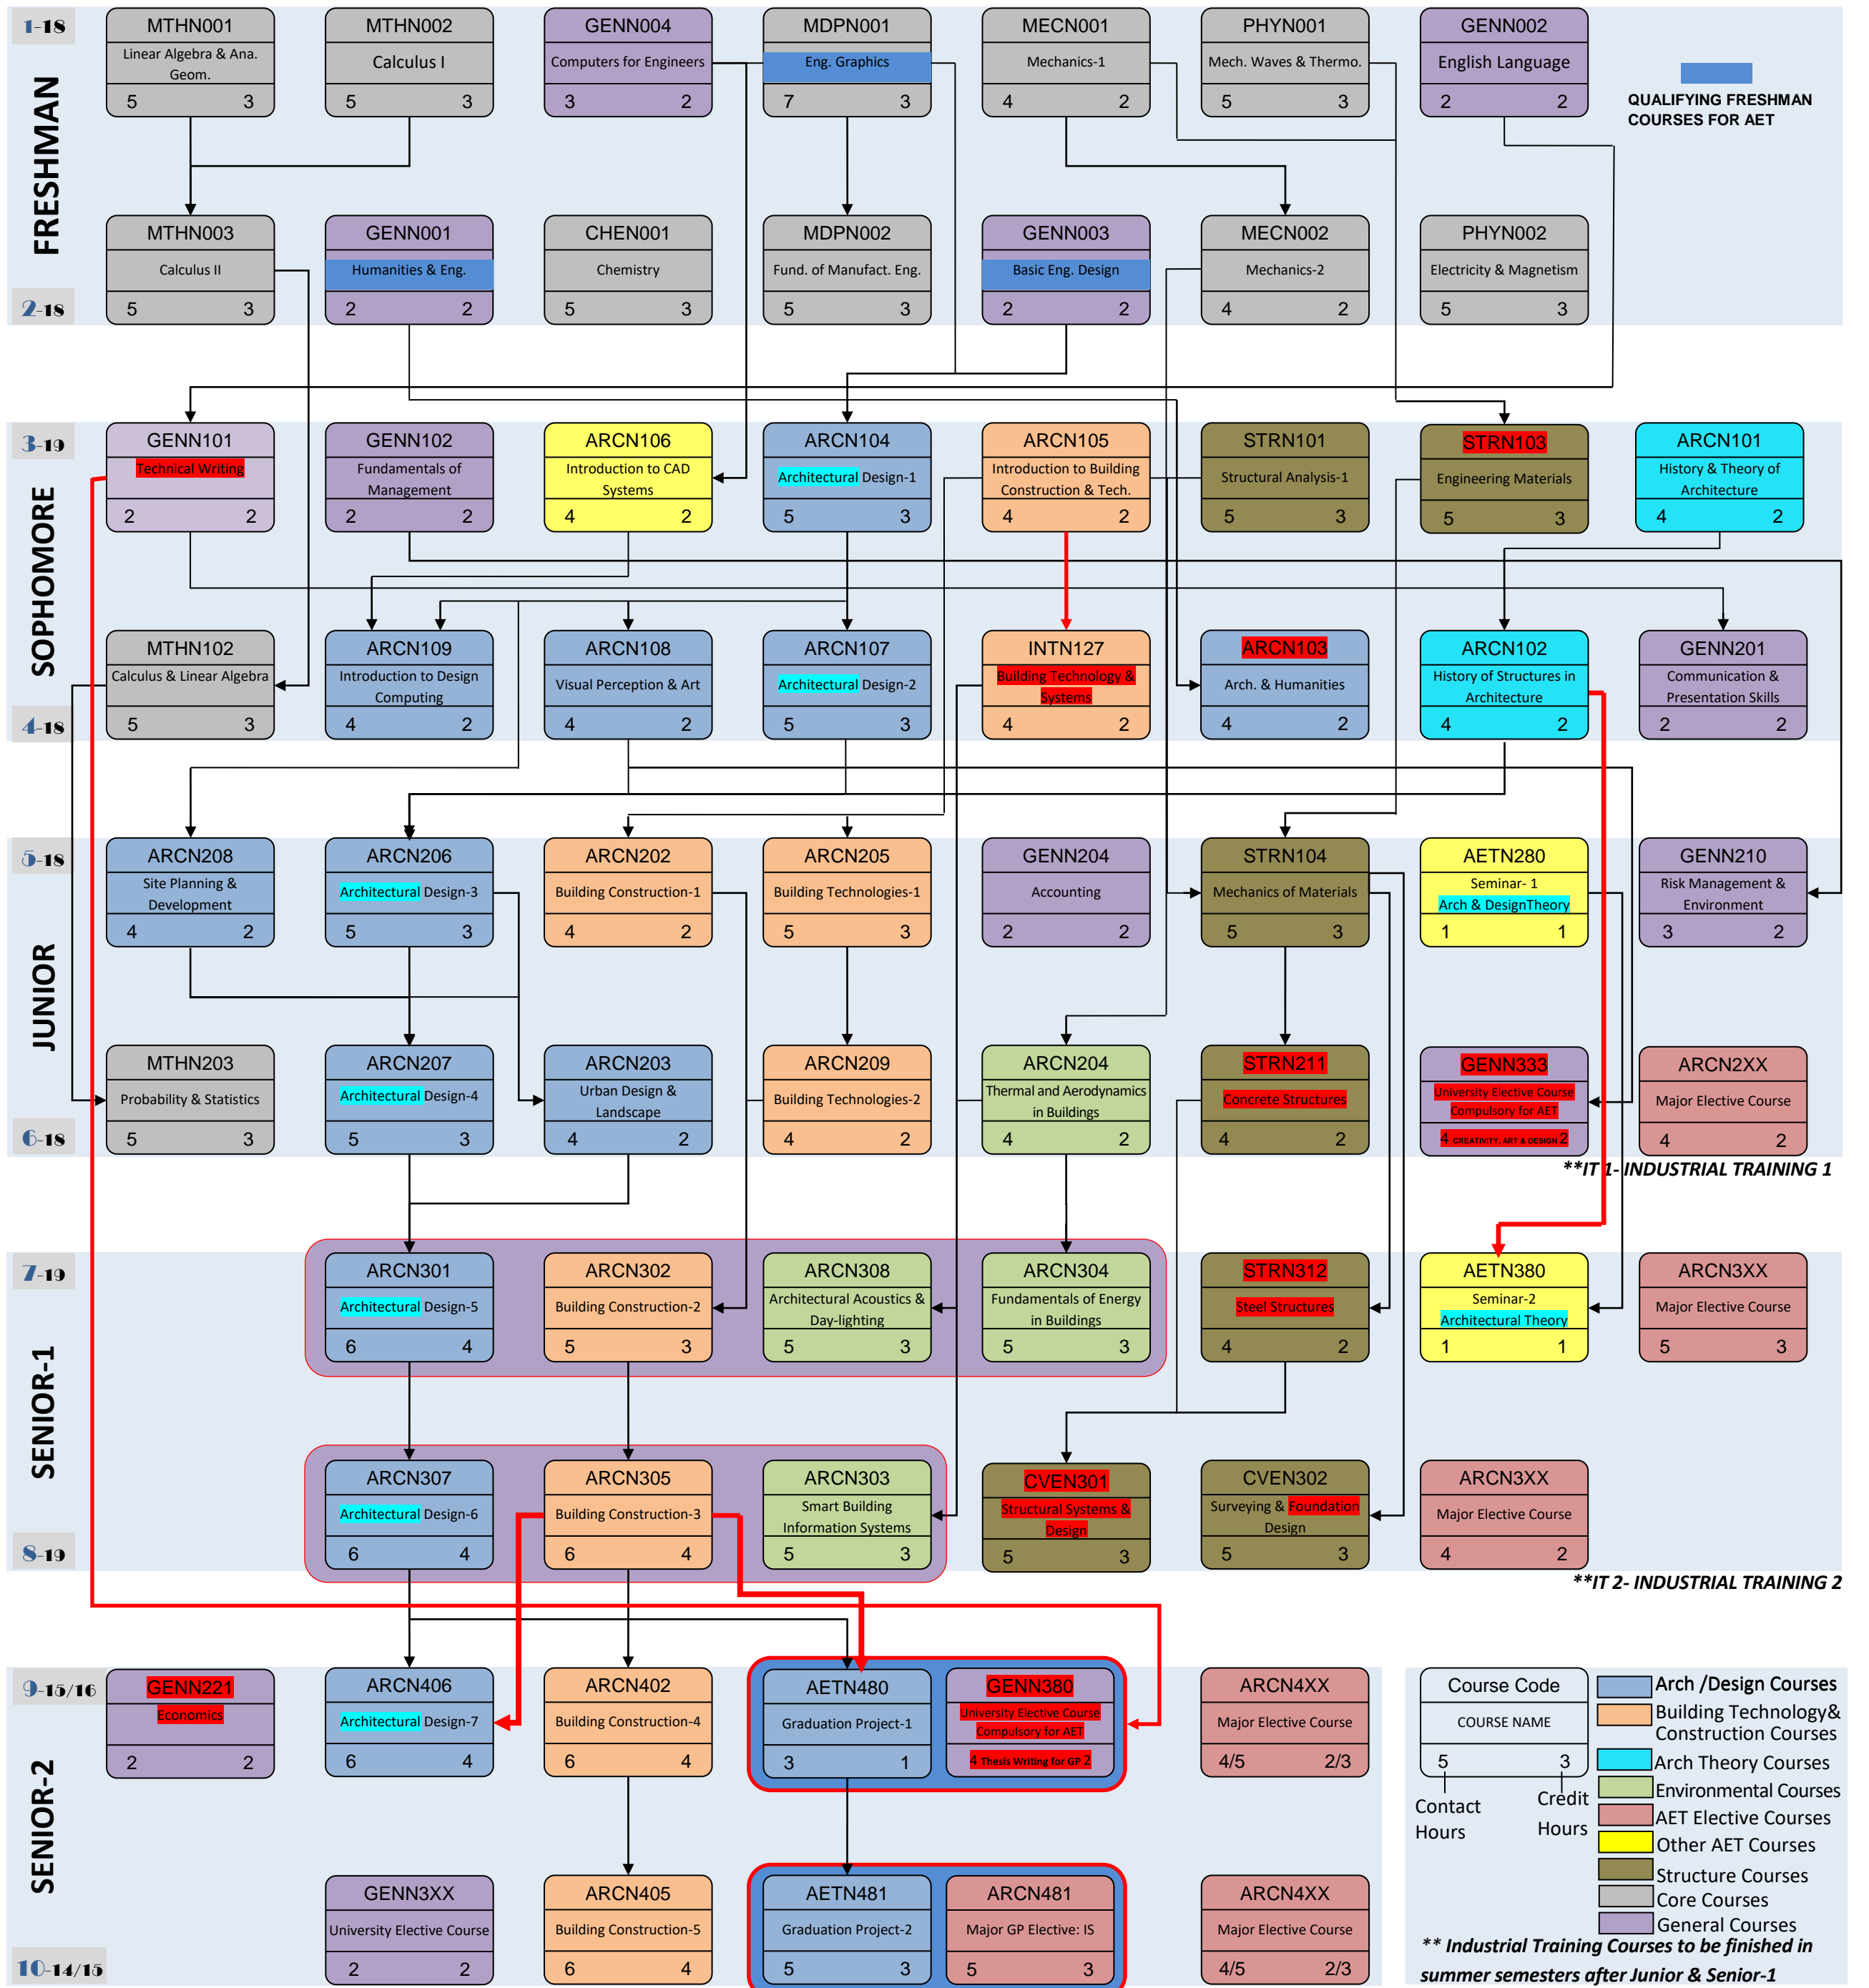 1-18
FRESHMAN
MTHN001
Linear Algebra & Ana.
Geom.
5 3
MTHN002
Calculus I
5 3
GENN004
Computers for Engineers
3 2
MDPN001
Eng. Graphics
7 3
MECN001
Mechanics-1
4 2
PHYN001
Mech. Waves & Thermo.
5 3
GENN002
English Language
2 2
QUALIFYING FRESHMAN
COURSES FOR AET
2-18
MTHN003
Calculus II
5 3
GENN001
Humanities & Eng.
2 2
CHEN001
Chemistry
5 3
MDPN002
Fund. of Manufact. Eng.
5 3
GENN003
Basic Eng. Design
2 2
MECN002
Mechanics-2
4 2
PHYN002
Electricity & Magnetism
5 3
3-19
SOPHOMORE
GENN101
Technical Writing
2 2
GENN102
Fundamentals of
Management
2 2
ARCN106
Introduction to CAD
Systems
4 2
ARCN104
Architectural Design-1
5 3
ARCN105
Introduction to Building
Construction & Tech.
4 2
STRN101
Structural Analysis-1
5 3
STRN103
Engineering Materials
5 3
ARCN101
History & Theory of
Architecture
4 2
4-18
MTHN102
Calculus & Linear Algebra
5 3
ARCN109
Introduction to Design
Computing
4 2
ARCN108
Visual Perception & Art
4 2
ARCN107
Architectural Design-2
5 3
INTN127
Building Technology &
Systems
4 2
ARCN103
Arch. & Humanities
4 2
ARCN102
History of Structures in
Architecture
4 2
GENN201
Communication &
Presentation Skills
2 2
5-18
JUNIOR
ARCN208
Site Planning &
Development
4 2
ARCN206
Architectural Design-3
5 3
ARCN202
Building Construction-1
4 2
ARCN205
Building Technologies-1
5 3
GENN204
Accounting
2 2
STRN104
Mechanics of Materials
5 3
AETN280
Seminar- 1
Arch & DesignTheory
1 1
GENN210
Risk Management &
Environment
3 2
6-18
MTHN203
Probability & Statistics
5 3
ARCN207
Architectural Design-4
5 3
ARCN203
Urban Design &
Landscape
4 2
ARCN209
Building Technologies-2
4 2
ARCN204
Thermal and Aerodynamics
in Buildings
4 2
STRN211
Concrete Structures
4 2
GENN333
University Elective Course
Compulsory for AET
4 CREATIVITY, ART & DESIGN 2
ARCN2XX
Major Elective Course
4 2
**IT 1- INDUSTRIAL TRAINING 1
7-19
SENIOR-1
ARCN301
Architectural Design-5
6 4
ARCN302
Building Construction-2
5 3
ARCN308
Architectural Acoustics &
Day-lighting
5 3
ARCN304
Fundamentals of Energy
in Buildings
5 3
STRN312
Steel Structures
4 2
AETN380
Seminar-2
Architectural Theory
1 1
ARCN3XX
Major Elective Course
5 3
8-19
ARCN307
Architectural Design-6
6 4
ARCN305
Building Construction-3
6 4
ARCN303
Smart Building
Information Systems
5 3
CVEN301
Structural Systems &
Design
5 3
CVEN302
Surveying & Foundation
Design
5 3
ARCN3XX
Major Elective Course
4 2
**IT 2- INDUSTRIAL TRAINING 2
9-15/16
SENIOR-2
GENN221
Economics
2 2
ARCN406
Architectural Design-7
6 4
ARCN402
Building Construction-4
6 4
AETN480
Graduation Project-1
3 1
GENN380
University Elective Course
Compulsory for AET
4 Thesis Writing for GP 2
ARCN4XX
Major Elective Course
4/5 2/3
10-14/15
GENN3XX
University Elective Course
2 2
ARCN405
Building Construction-5
6 4
AETN481
Graduation Project-2
5 3
ARCN481
Major GP Elective: IS
5 3
ARCN4XX
Major Elective Course
4/5 2/3
Course Code
COURSE NAME
5 3
Contact
Hours
Credit
Hours
Arch /Design Courses
Building Technology&
Construction Courses
Arch Theory Courses
Environmental Courses
AET Elective Courses
Other AET Courses
Structure Courses
Core Courses
General Courses
** Industrial Training Courses to be finished in
summer semesters after Junior & Senior-1